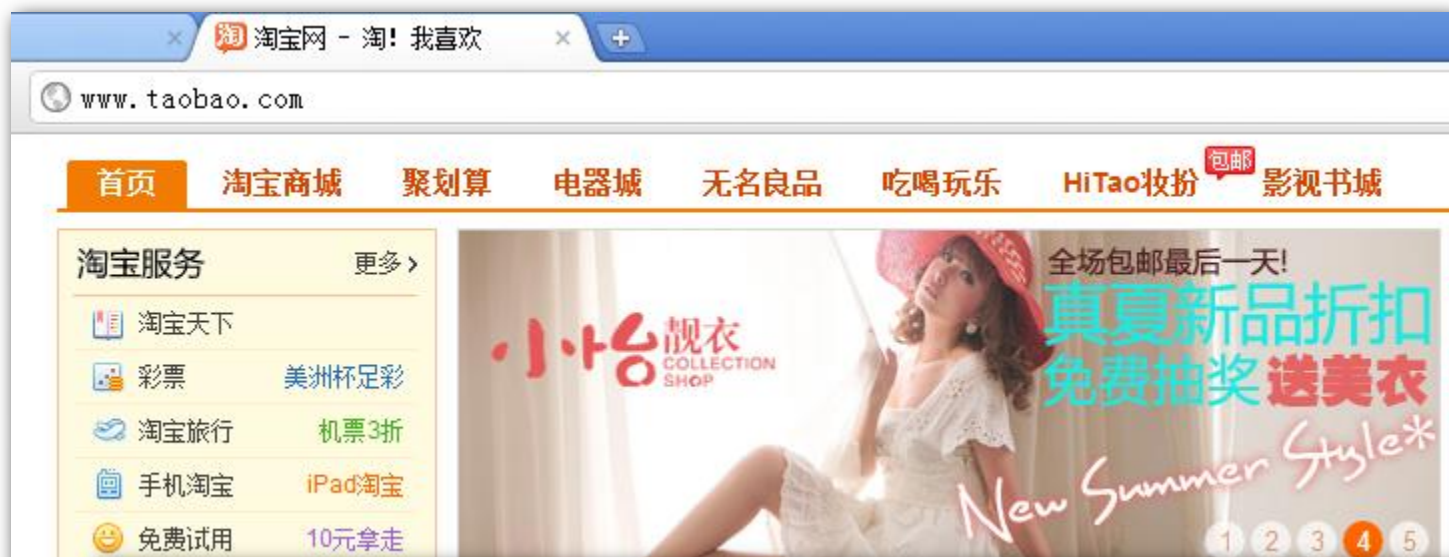 淘宝网 - 淘！我喜欢
www.taobao.com
首页 淘宝商城 聚划算 电器城 无名良品 吃喝玩乐 HiTao妆扮 包邮 影视书城
淘宝服务 更多 >
淘宝天下
彩票 美洲杯足彩
淘宝旅行 机票3折
手机淘宝 iPad淘宝
免费试用 10元拿走
小怡 靓衣
COLLECTION
SHOP
全场包邮最后一天!
真夏新品折扣
免费抽奖 送美衣
New Summer Style*
1 2 3 4 5